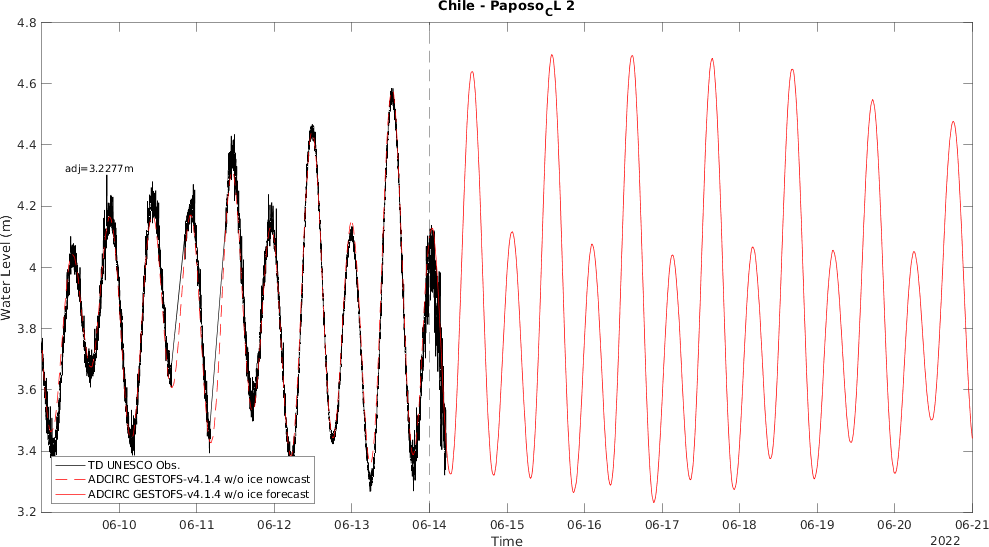 Chile - Paposo_CL 2
4.8
4.6
4.4
4.2
4
3.8
3.6
3.4
3.2
Water Level (m)
adj=3.2277m
TD UNESCO Obs.
ADCIRC GESTOFS-v4.1.4 w/o ice nowcast
ADCIRC GESTOFS-v4.1.4 w/o ice forecast
06-10 06-11 06-12 06-13 06-14 06-15 06-16 06-17 06-18 06-19 06-20 06-21
Time
2022